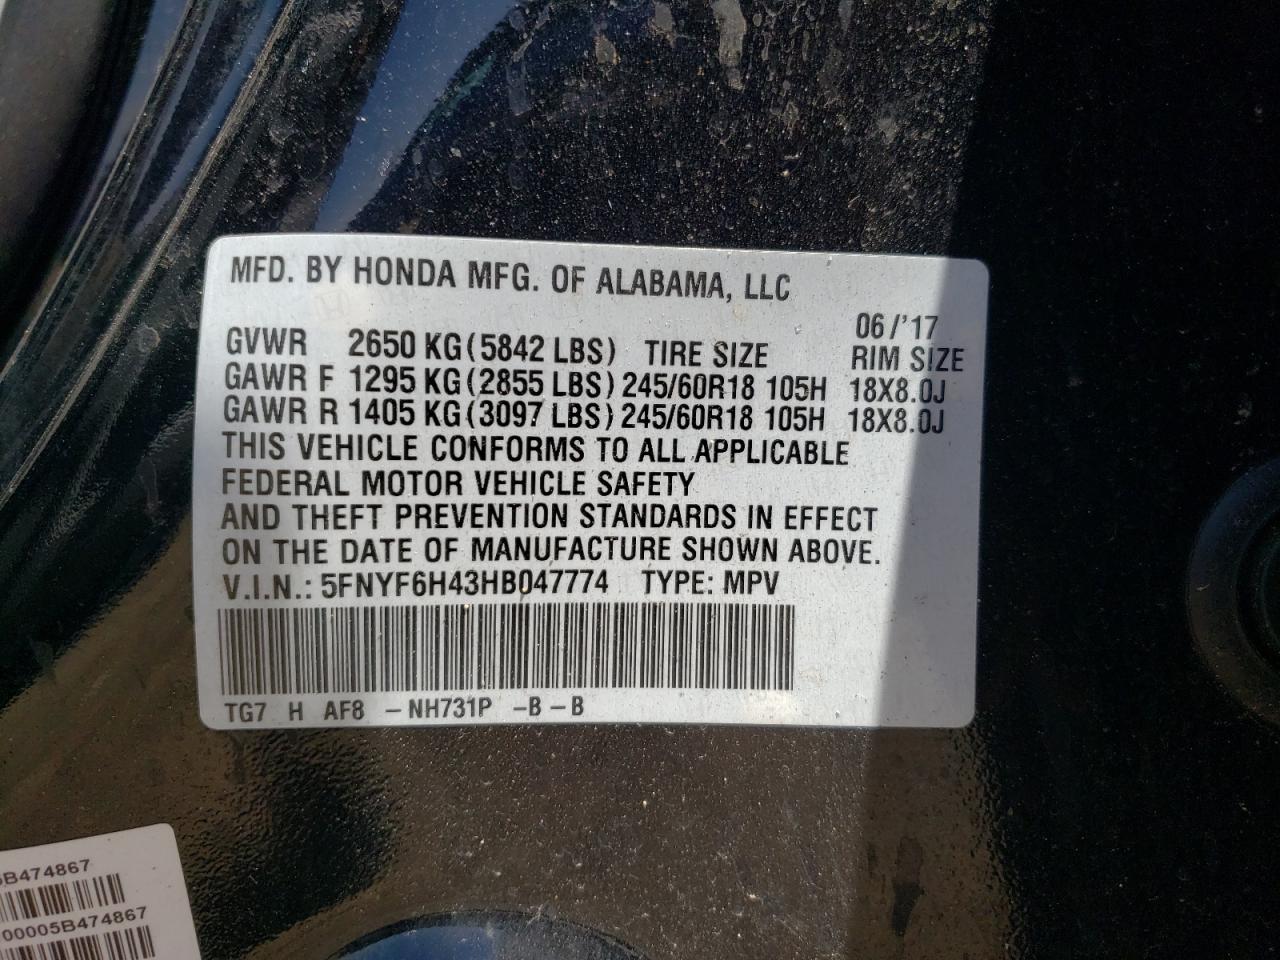 MFD. BY HONDA MFG. OF ALABAMA, LLC
06/'17
GVWR 2650 KG(5842 LBS) TIRE SIZE RIM SIZE
GAWR F 1295 KG(2855 LBS) 245/60R18 105H 18X8.0J
GAWR R 1405 KG(3097 LBS) 245/60R18 105H 18X8.0J
THIS VEHICLE CONFORMS TO ALL APPLICABLE
FEDERAL MOTOR VEHICLE SAFETY
AND THEFT PREVENTION STANDARDS IN EFFECT
ON THE DATE OF MANUFACTURE SHOWN ABOVE.
V.I.N.: 5FNYF6H43HB047774 TYPE: MPV
TG7 H AF8 -NH731P -B-B
B474867
00005B474867